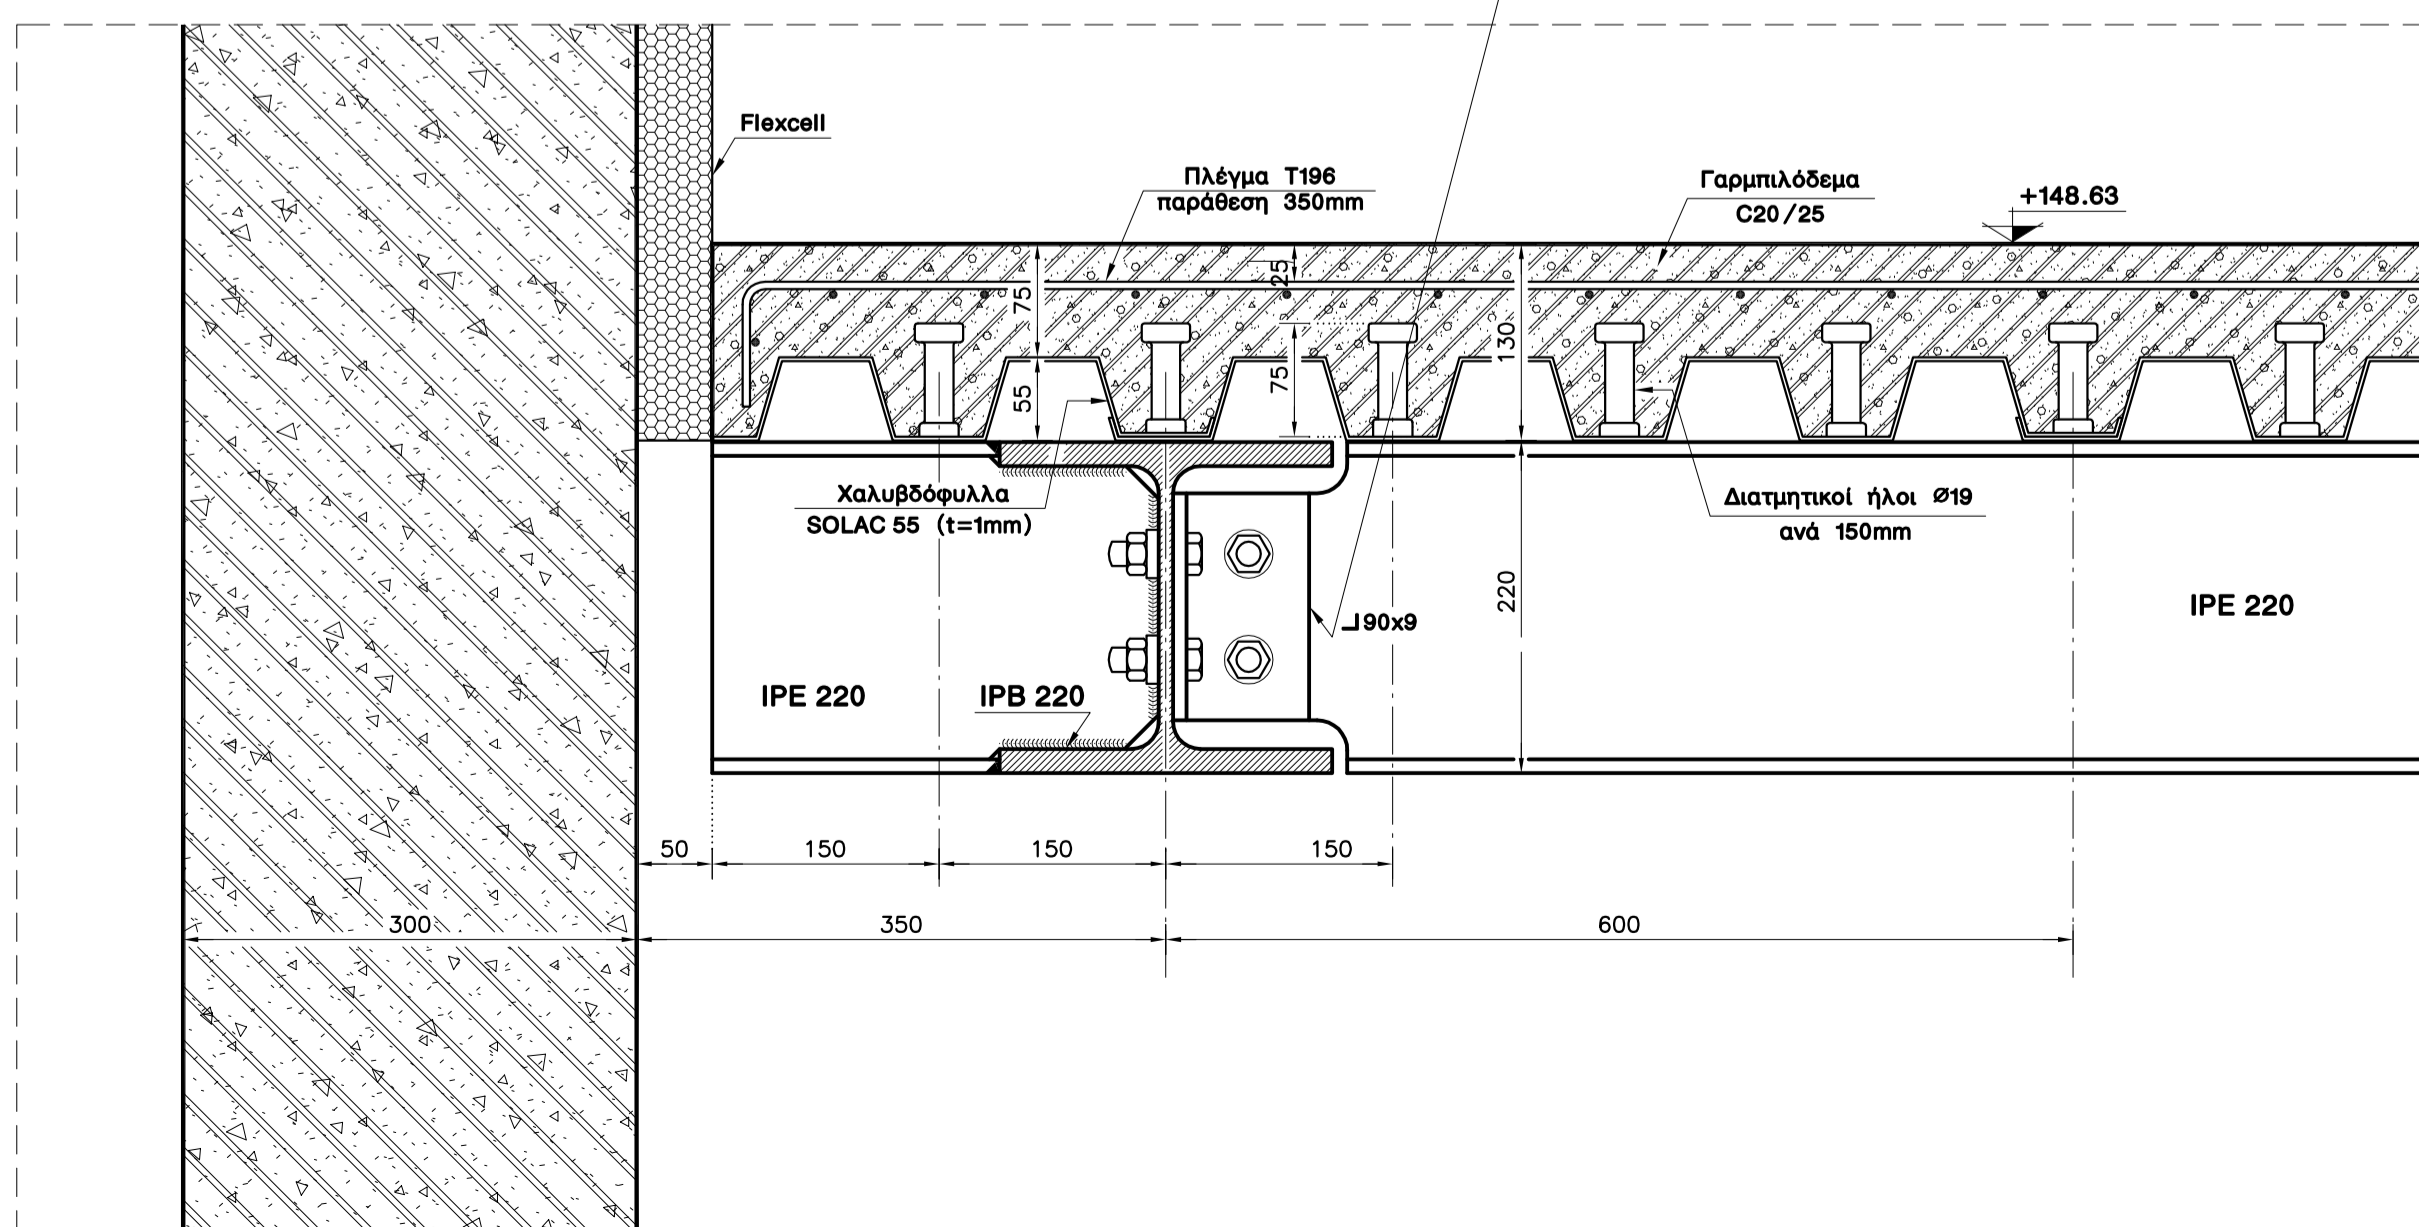 Flexcell
Πλέγμα T196
παράθεση 350mm
Γαρμπιλόδεμα
C20/25
+148.63
25
75
130
75
55
Χαλυβδόφυλλα
SOLAC 55 (t=1mm)
Διατμητικοί ήλοι Ø19
ανά 150mm
220
IPE 220
90x9
IPE 220
IPB 220
50
150
150
150
300
350
600